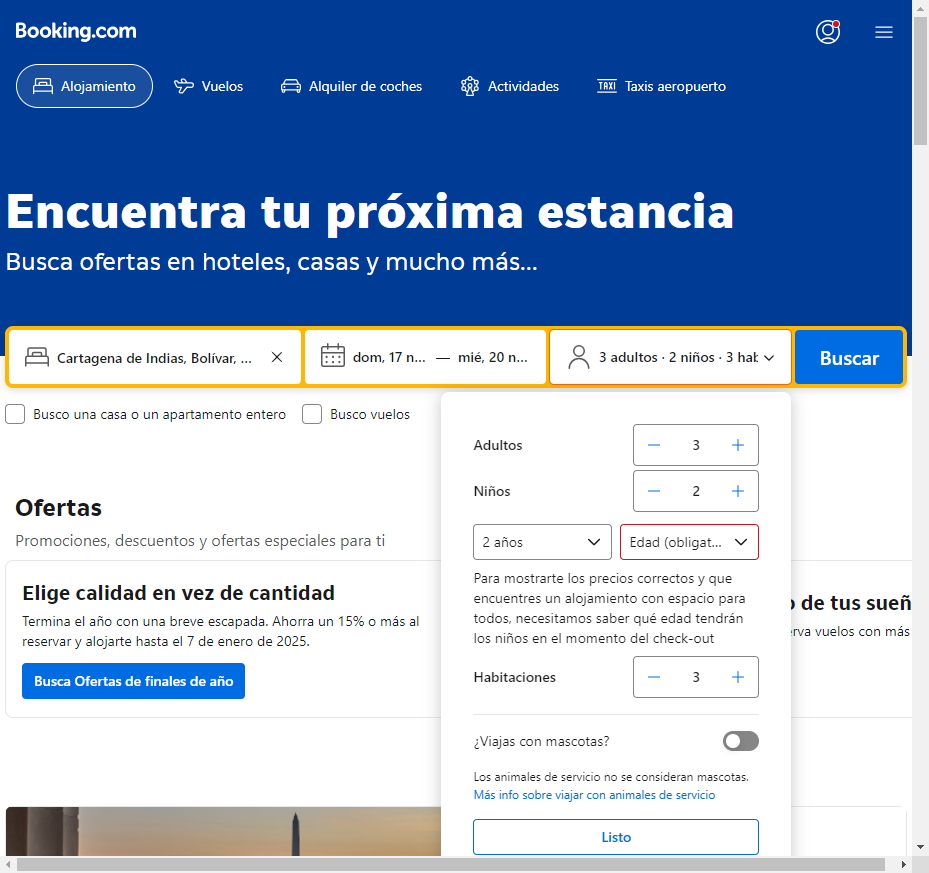 Booking.com
Alojamiento
Vuelos
Alquiler de coches
Actividades
TAXI Taxis aeropuerto
Encuentra tu próxima estancia
Busca ofertas en hoteles, casas y mucho más...
Cartagena de Indias, Bolívar, ...
dom, 17 n... — mié, 20 n...
3 adultos · 2 niños · 3 hab
Buscar
Busco una casa o un apartamento entero
Busco vuelos
Adultos
3
Niños
2
2 años
Edad (obligat...
Para mostrarte los precios correctos y que
encuentres un alojamiento con espacio para
todos, necesitamos saber qué edad tendrán
los niños en el momento del check-out
Habitaciones
3
¿Viajas con mascotas?
Los animales de servicio no se consideran mascotas.
Más info sobre viajar con animales de servicio
Listo
Ofertas
Promociones, descuentos y ofertas especiales para ti
Elige calidad en vez de cantidad
Termina el año con una breve escapada. Ahorra un 15% o más al
reservar y alojarte hasta el 7 de enero de 2025.
Busca Ofertas de finales de año
o de tus sueñ
rva vuelos con más